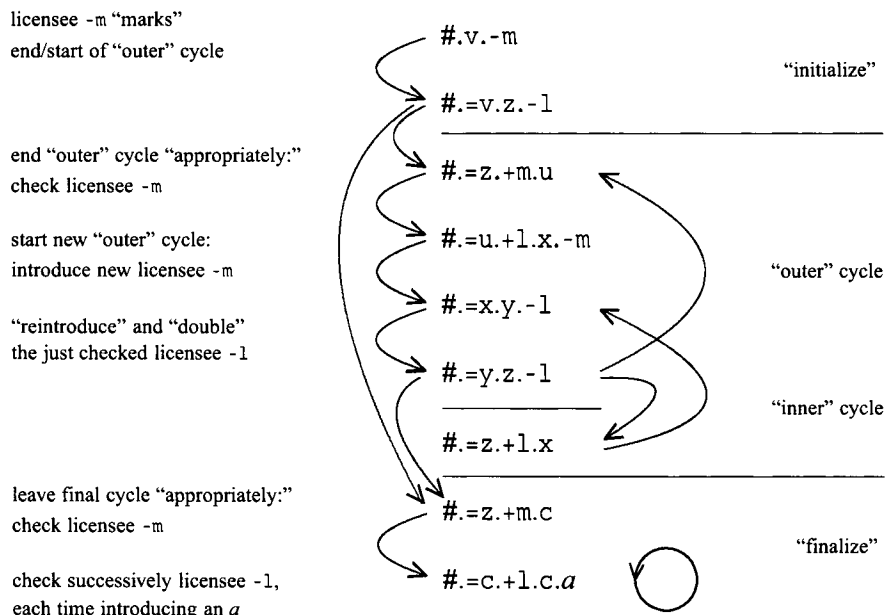 licensee -m “marks”
end/start of “outer” cycle
#.v.-m
“initialize”
#.=v.z.-l
end “outer” cycle “appropriately:”
check licensee -m
#.=z.+m.u
start new “outer” cycle:
introduce new licensee -m
#.=u.+l.x.-m
“outer” cycle
“reintroduce” and “double”
the just checked licensee -l
#.=x.y.-l
#.=y.z.-l
“inner” cycle
#.=z.+l.x
leave final cycle “appropriately:”
check licensee -m
#.=z.+m.c
“finalize”
check successively licensee -l,
each time introducing an a
#.=c.+l.c.a